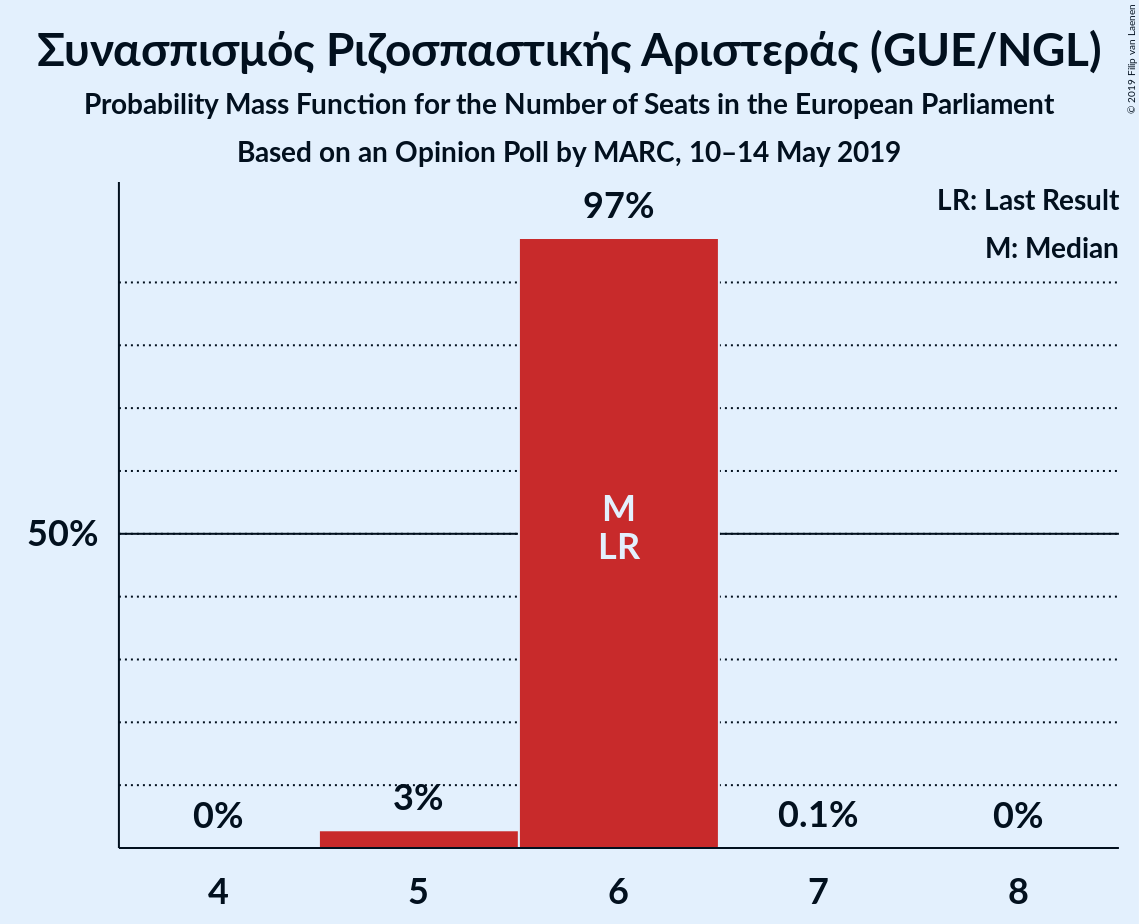 Συνασπισμός Ριζοσπαστικής Αριστεράς (GUE/NGL)
Probability Mass Function for the Number of Seats in the European Parliament
Based on an Opinion Poll by MARC, 10–14 May 2019
© 2019 Filip van Laenen
LR: Last Result
M: Median
97%
M
LR
50%
3%
0%
0.1%
0%
4 5 6 7 8